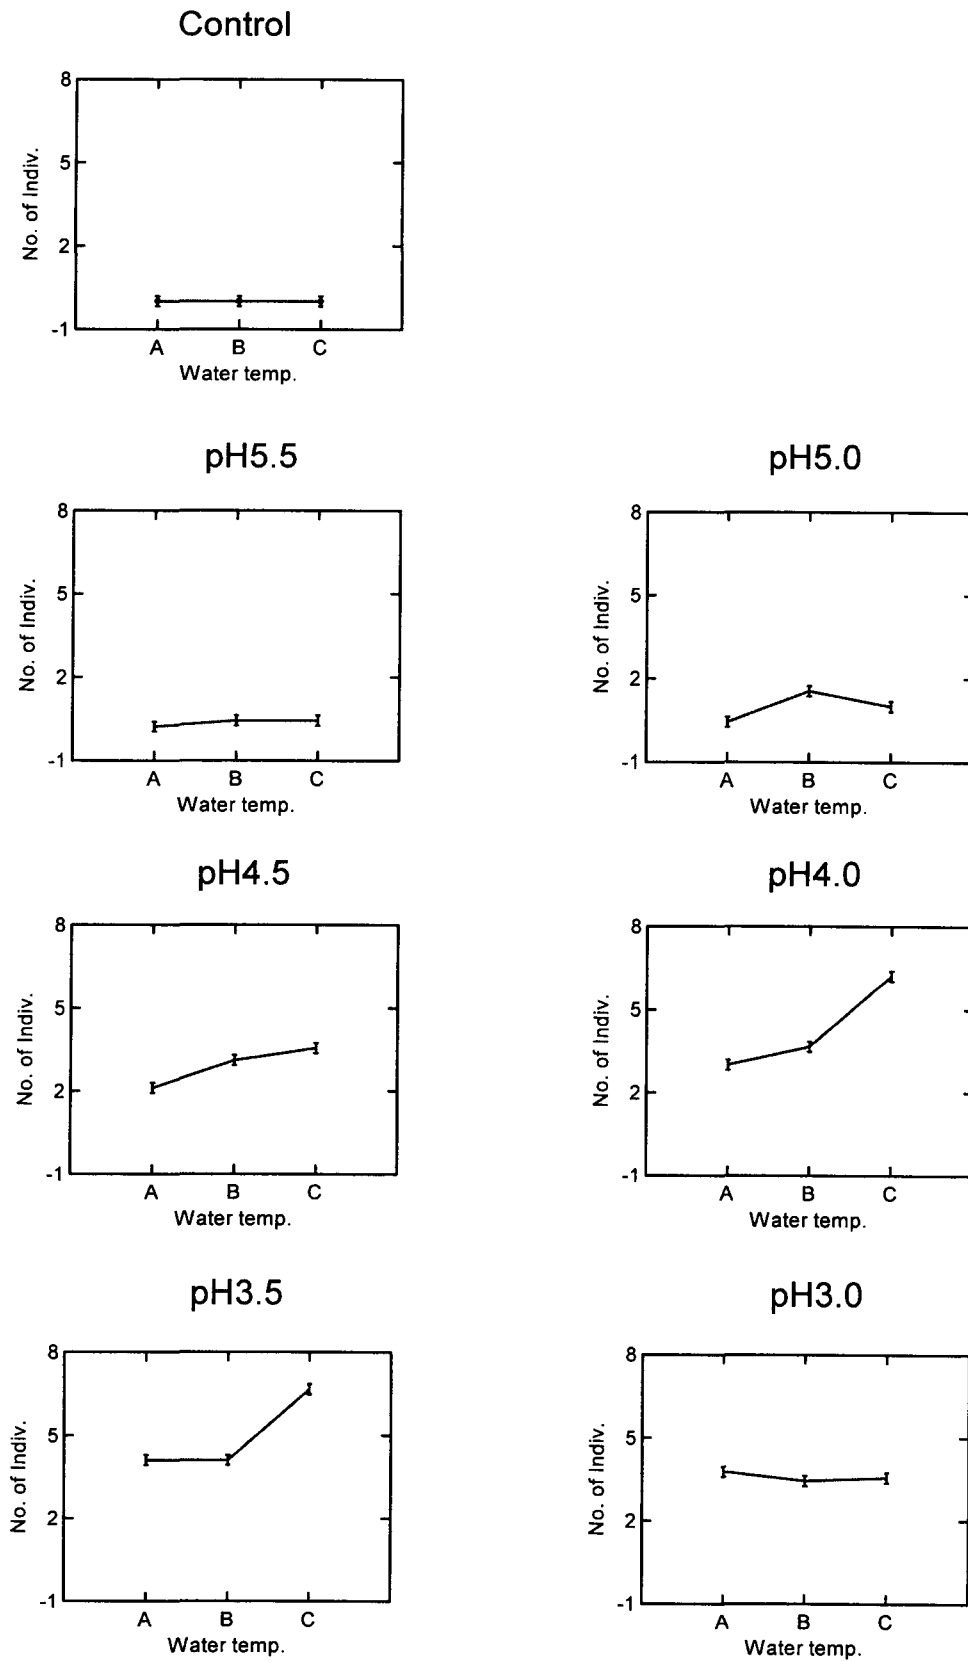 Control
8
5
2
-1
No. of Indiv.
A B C
Water temp.
pH5.5
8
5
2
-1
No. of Indiv.
A B C
Water temp.
pH5.0
8
5
2
-1
No. of Indiv.
A B C
Water temp.
pH4.5
8
5
2
-1
No. of Indiv.
A B C
Water temp.
pH4.0
8
5
2
-1
No. of Indiv.
A B C
Water temp.
pH3.5
8
5
2
-1
No. of Indiv.
A B C
Water temp.
pH3.0
8
5
2
-1
No. of Indiv.
A B C
Water temp.